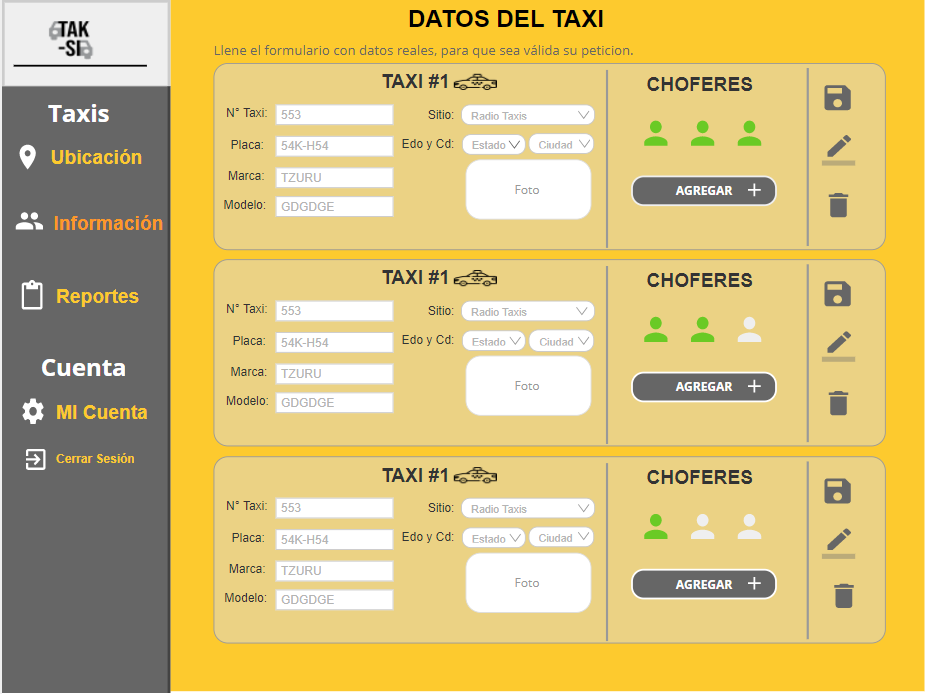 TAK
-SI
Taxis
Ubicación
Información
Reportes
Cuenta
MI Cuenta
Cerrar Sesión
DATOS DEL TAXI
Llene el formulario con datos reales, para que sea válida su peticion.
TAXI #1
N° Taxi: 553
Sitio: Radio Taxis
Placa: 54K-H54
Edo y Cd: Estado Ciudad
Marca: TZURU
Foto
Modelo: GDGDGE
CHOFERES
AGREGAR +
TAXI #1
N° Taxi: 553
Sitio: Radio Taxis
Placa: 54K-H54
Edo y Cd: Estado Ciudad
Marca: TZURU
Foto
Modelo: GDGDGE
CHOFERES
AGREGAR +
TAXI #1
N° Taxi: 553
Sitio: Radio Taxis
Placa: 54K-H54
Edo y Cd: Estado Ciudad
Marca: TZURU
Foto
Modelo: GDGDGE
CHOFERES
AGREGAR +